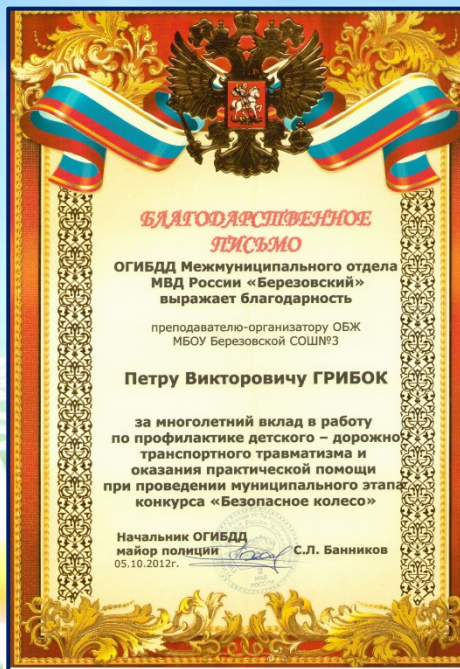 БЛАГОДАРСТВЕННОЕ
ПИСЬМО
ОГИБДД Межмуниципального отдела
МВД России «Березовский»
выражает благодарность
преподавателю-организатору ОБЖ
МБОУ Березовской СОШ№3
Петру Викторовичу ГРИБОК
за многолетний вклад в работу
по профилактике детского – дорожно
транспортного травматизма и
оказания практической помощи
при проведении муниципального этапа
конкурса «Безопасное колесо»
Начальник ОГИБДД
майор полиции С.Л. Банников
05.10.2012г.